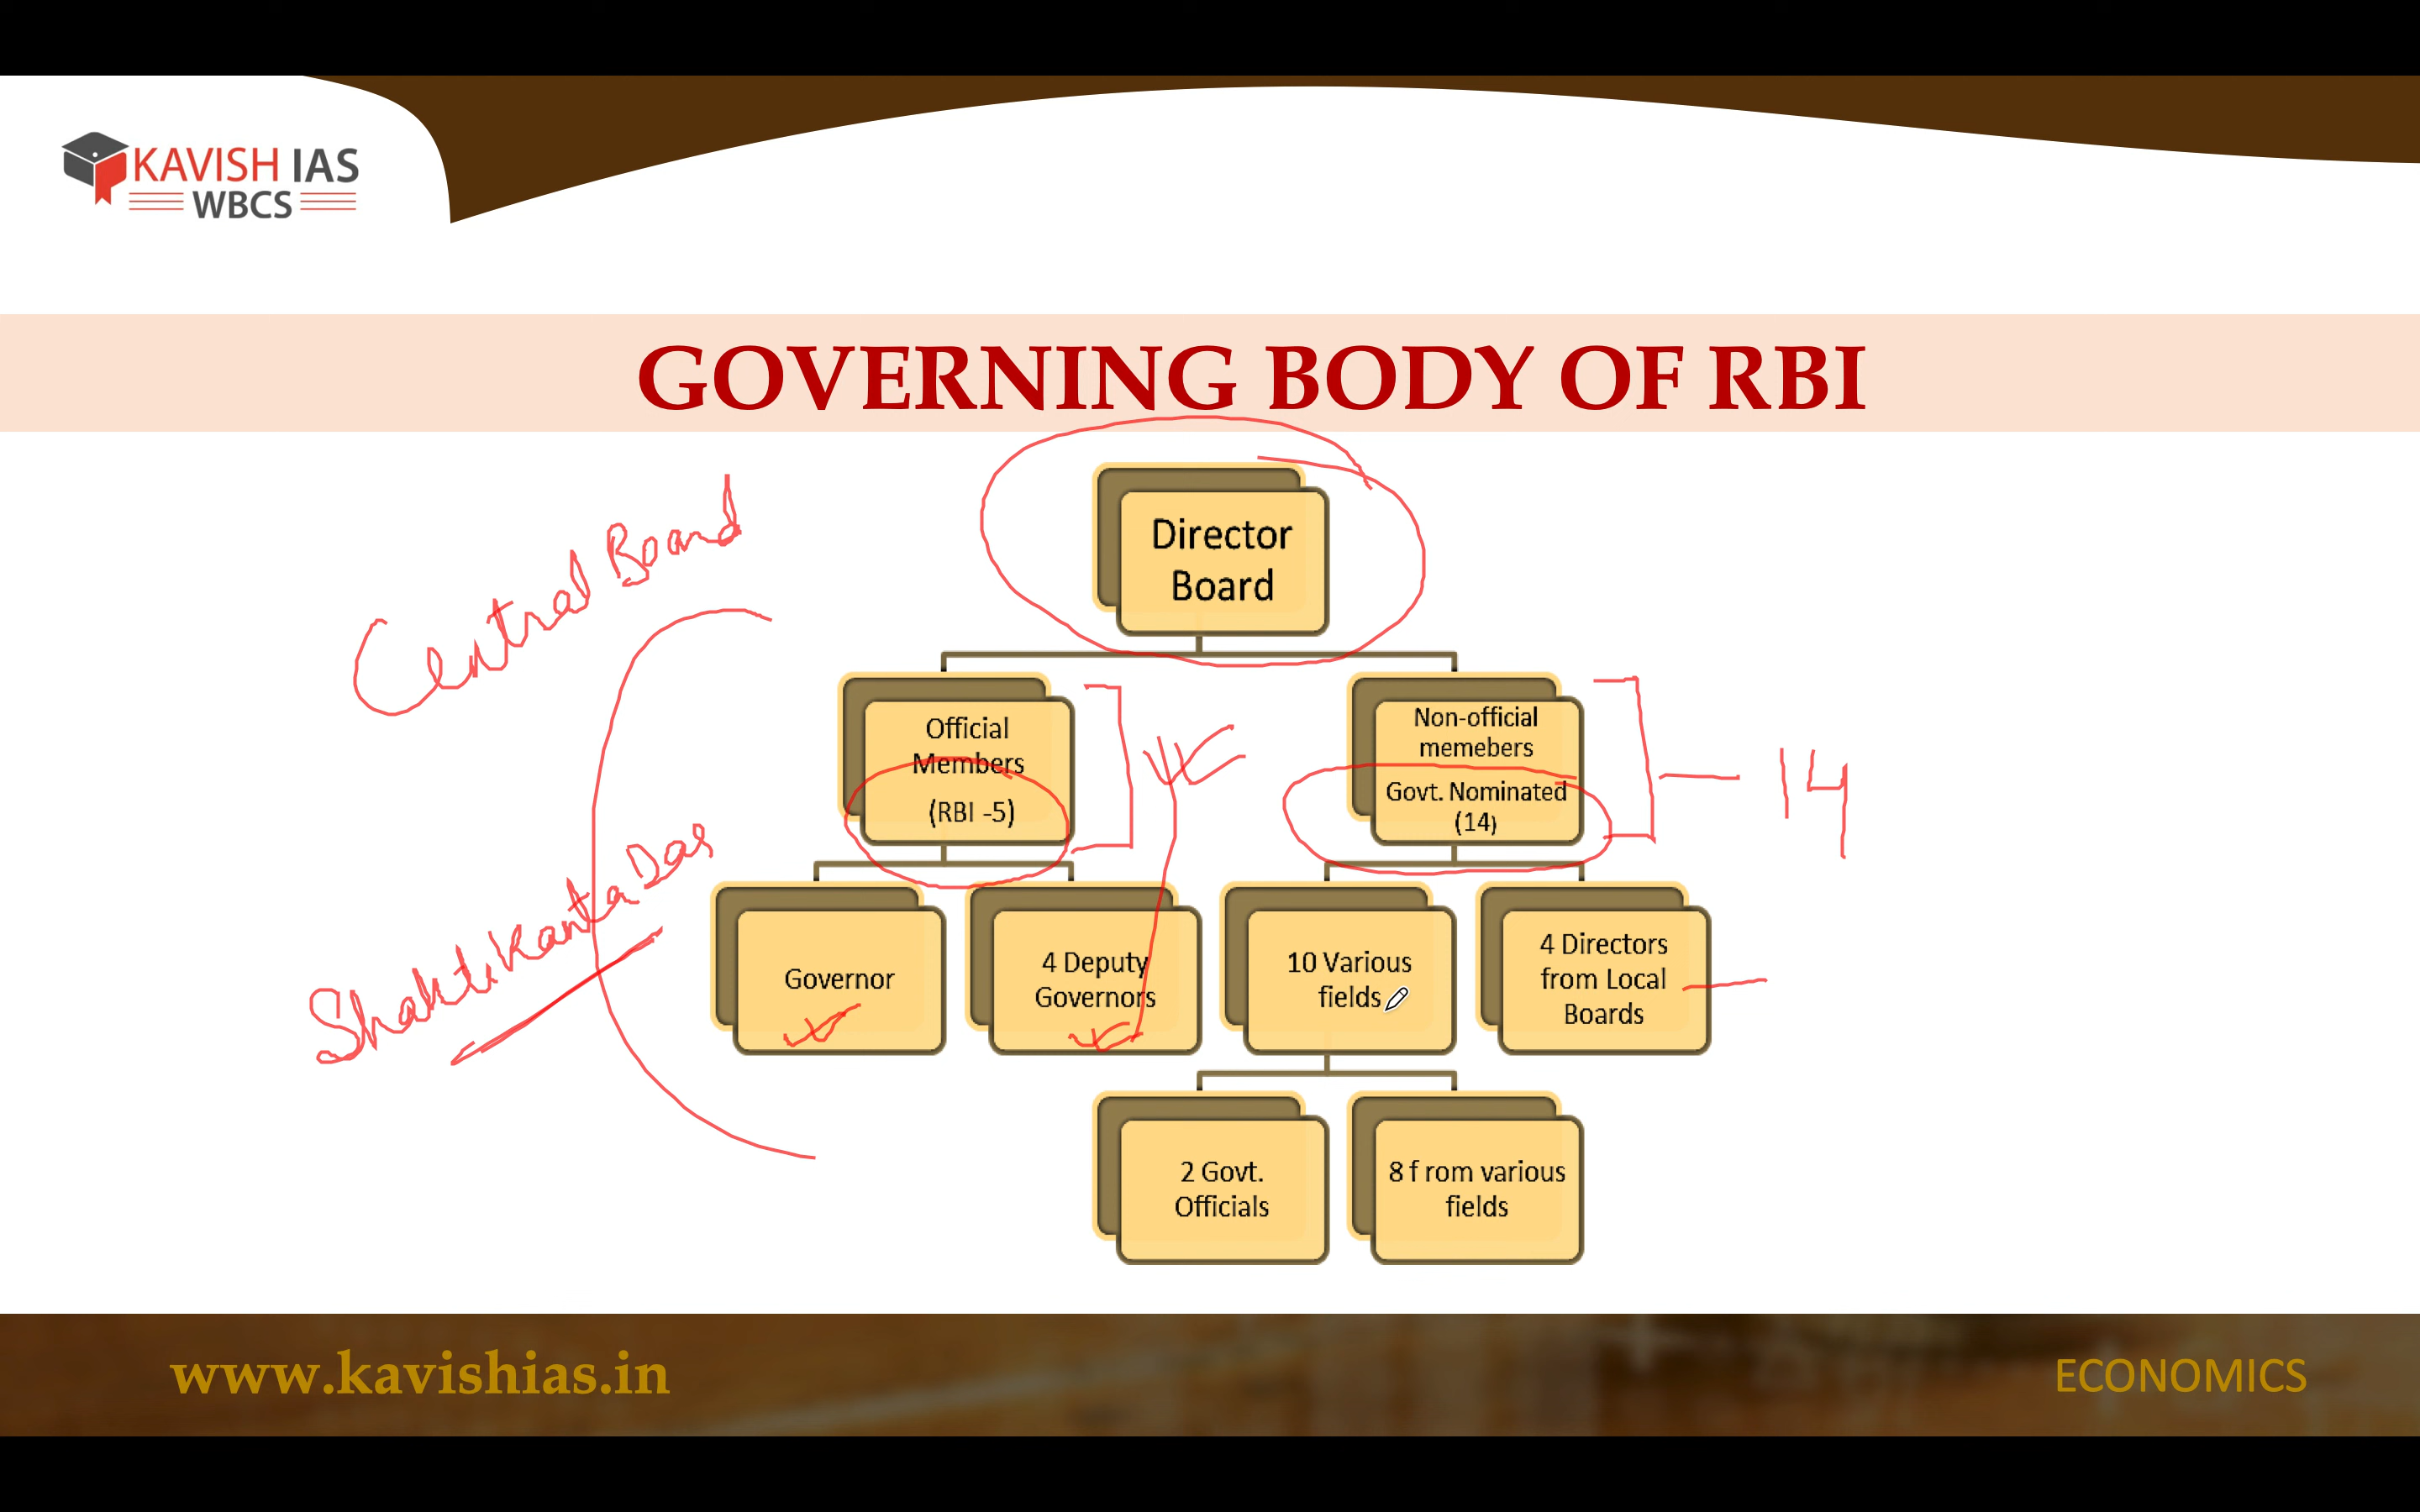 KAVISH IAS
WBCS
GOVERNING BODY OF RBI
Central Board
Director
Board
Official
Members
(RBI -5)
Non-official
memebers
Govt. Nominated
(14)
14
Shaktikanta Das
Governor
4 Deputy
Governors
10 Various
fields
4 Directors
from Local
Boards
2 Govt.
Officials
8 f rom various
fields
www.kavishias.in
ECONOMICS